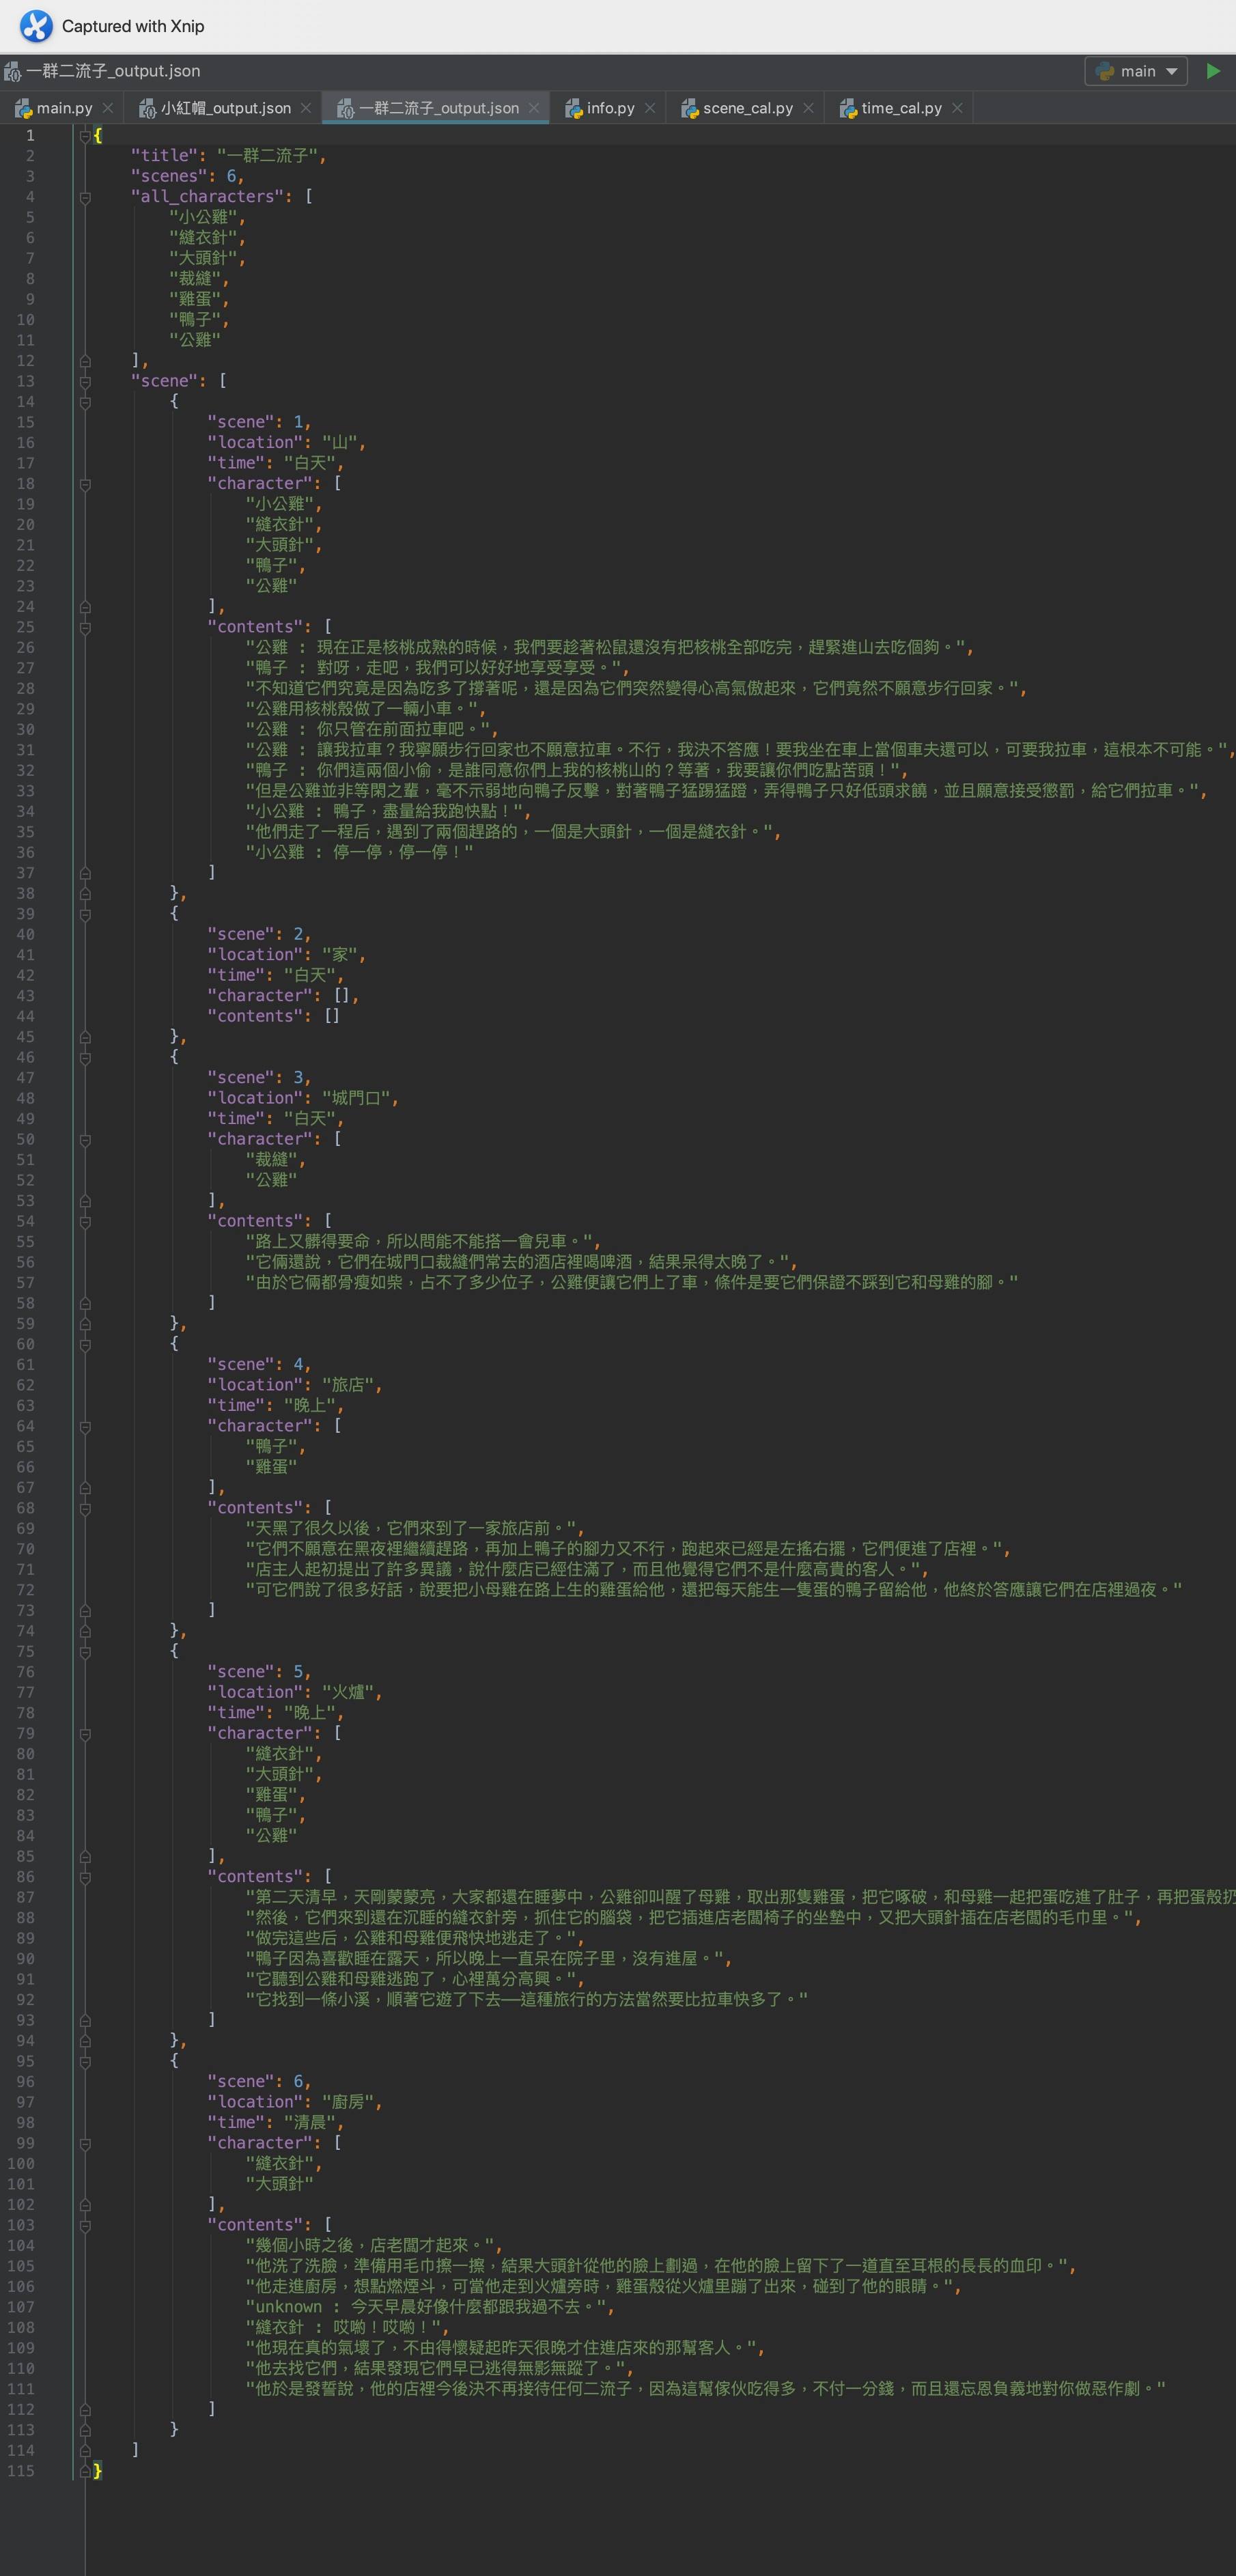 Captured with Xnip
一群二流子_output.json
main
main.py
小紅帽_output.json
一群二流子_output.json
info.py
scene_cal.py
time_cal.py
1 {
2 "title": "一群二流子",
3 "scenes": 6,
4 "all_characters": [
5 "小公雞",
6 "縫衣針",
7 "大頭針",
8 "裁縫",
9 "雞蛋",
10 "鴨子",
11 "公雞"
12 ],
13 "scene": [
14 {
15 "scene": 1,
16 "location": "山",
17 "time": "白天",
18 "character": [
19 "小公雞",
20 "縫衣針",
21 "大頭針",
22 "鴨子",
23 "公雞"
24 ],
25 "contents": [
26 "公雞 : 現在正是核桃成熟的時候，我們要趁著松鼠還沒有把核桃全部吃完，趕緊進山去吃個夠。",
27 "鴨子 : 對呀，走吧，我們可以好好地享受享受。",
28 "不知道它們究竟是因為吃多了撐著呢，還是因為它們突然變得心高氣傲起來，它們竟然不願意步行回家。",
29 "公雞用核桃殼做了一輛小車。",
30 "公雞 : 你只管在前面拉車吧。",
31 "公雞 : 讓我拉車？我寧願步行回家也不願意拉車。不行，我決不答應！要我坐在車上當個車夫還可以，可要我拉車，這根本不可能。",
32 "鴨子 : 你們這兩個小偷，是誰同意你們上我的核桃山的？等著，我要讓你們吃點苦頭！",
33 "但是公雞並非等閑之輩，毫不示弱地向鴨子反擊，對著鴨子猛踢猛蹬，弄得鴨子只好低頭求饒，並且願意接受懲罰，給它們拉車。",
34 "小公雞 : 鴨子，盡量給我跑快點！",
35 "他們走了一程后，遇到了兩個趕路的，一個是大頭針，一個是縫衣針。",
36 "小公雞 : 停一停，停一停！"
37 ]
38 },
39 {
40 "scene": 2,
41 "location": "家",
42 "time": "白天",
43 "character": [],
44 "contents": []
45 },
46 {
47 "scene": 3,
48 "location": "城門口",
49 "time": "白天",
50 "character": [
51 "裁縫",
52 "公雞"
53 ],
54 "contents": [
55 "路上又髒得要命，所以問能不能搭一會兒車。",
56 "它倆還說，它們在城門口裁縫們常去的酒店裡喝啤酒，結果呆得太晚了。",
57 "由於它倆都骨瘦如柴，占不了多少位子，公雞便讓它們上了車，條件是要它們保證不踩到它和母雞的腳。"
58 ]
59 },
60 {
61 "scene": 4,
62 "location": "旅店",
63 "time": "晚上",
64 "character": [
65 "鴨子",
66 "雞蛋"
67 ],
68 "contents": [
69 "天黑了很久以後，它們來到了一家旅店前。",
70 "它們不願意在黑夜裡繼續趕路，再加上鴨子的腳力又不行，跑起來已經是左搖右擺，它們便進了店裡。",
71 "店主人起初提出了許多異議，說什麼店已經住滿了，而且他覺得它們不是什麼高貴的客人。",
72 "可它們說了很多好話，說要把小母雞在路上生的雞蛋給他，還把每天能生一隻蛋的鴨子留給他，他終於答應讓它們在店裡過夜。"
73 ]
74 },
75 {
76 "scene": 5,
77 "location": "火爐",
78 "time": "晚上",
79 "character": [
80 "縫衣針",
81 "大頭針",
82 "雞蛋",
83 "鴨子",
84 "公雞"
85 ],
86 "contents": [
87 "第二天清早，天剛蒙蒙亮，大家都還在睡夢中，公雞卻叫醒了母雞，取出那隻雞蛋，把它啄破，和母雞一起把蛋吃進了肚子，再把蛋殼扔
88 "然後，它們來到還在沉睡的縫衣針旁，抓住它的腦袋，把它插進店老闆椅子的坐墊中，又把大頭針插在店老闆的毛巾里。",
89 "做完這些后，公雞和母雞便飛快地逃走了。",
90 "鴨子因為喜歡睡在露天，所以晚上一直呆在院子里，沒有進屋。",
91 "它聽到公雞和母雞逃跑了，心裡萬分高興。",
92 "它找到一條小溪，順著它遊了下去——這種旅行的方法當然要比拉車快多了。"
93 ]
94 },
95 {
96 "scene": 6,
97 "location": "廚房",
98 "time": "清晨",
99 "character": [
100 "縫衣針",
101 "大頭針"
102 ],
103 "contents": [
104 "幾個小時之後，店老闆才起來。",
105 "他洗了洗臉，準備用毛巾擦一擦，結果大頭針從他的臉上劃過，在他的臉上留下了一道直至耳根的長長的血印。",
106 "他走進廚房，想點燃煙斗，可當他走到火爐旁時，雞蛋殼從火爐里蹦了出來，碰到了他的眼睛。",
107 "unknown : 今天早晨好像什麼都跟我過不去。",
108 "縫衣針 : 哎喲！哎喲！",
109 "他現在真的氣壞了，不由得懷疑起昨天很晚才住進店來的那幫客人。",
110 "他去找它們，結果發現它們早已逃得無影無蹤了。",
111 "他於是發誓說，他的店裡今後決不再接待任何二流子，因為這幫傢伙吃得多，不付一分錢，而且還忘恩負義地對你做惡作劇。"
112 ]
113 }
114 ]
115 }